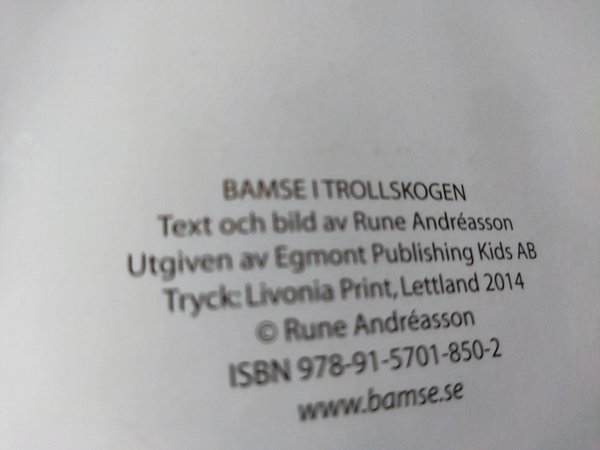 BAMSE I TROLLSKOGEN
Text och bild av Rune Andréasson
Utgiven av Egmont Publishing Kids AB
Tryck: Livonia Print, Lettland 2014
© Rune Andréasson
ISBN 978-91-5701-850-2
www.bamse.se